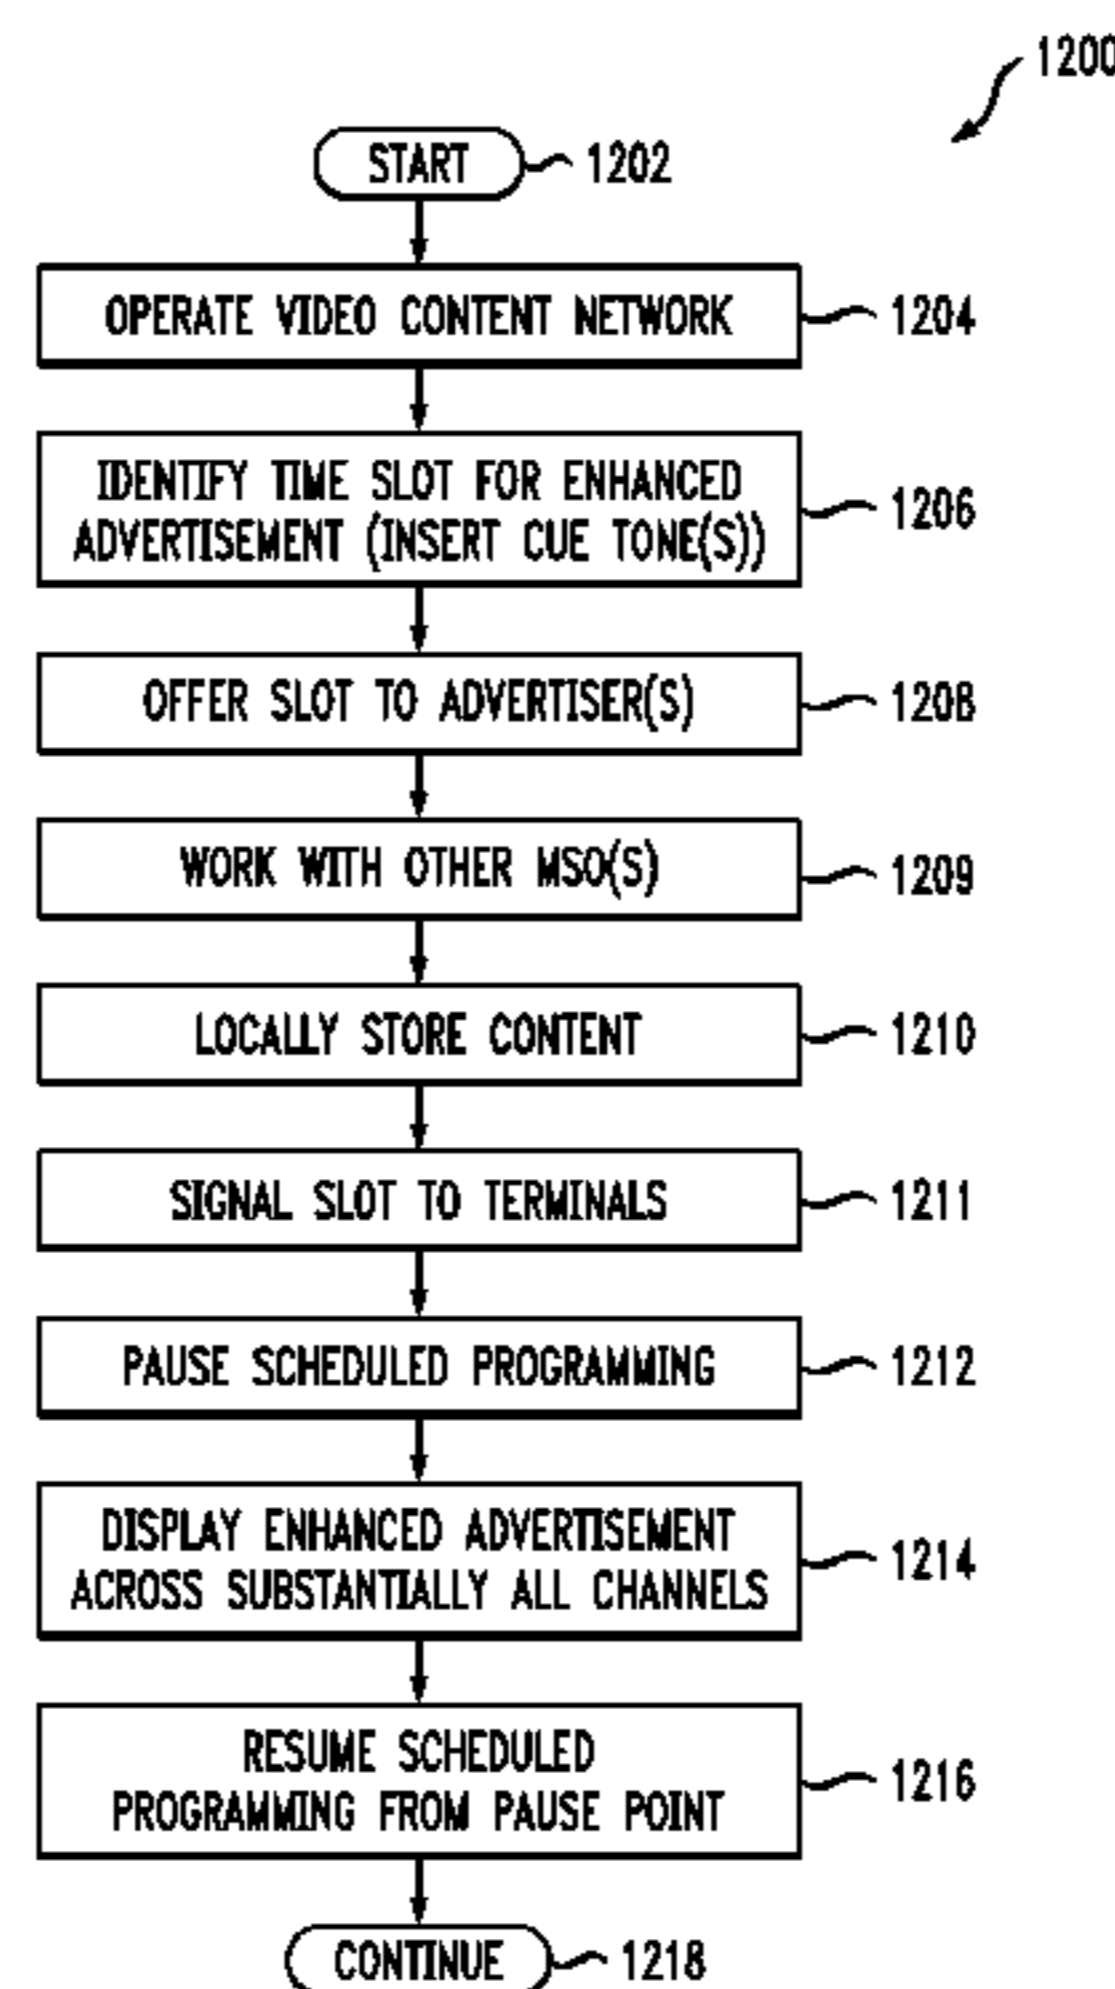 1200
START
1202
OPERATE VIDEO CONTENT NETWORK
1204
IDENTIFY TIME SLOT FOR ENHANCED
ADVERTISEMENT (INSERT CUE TONE(S))
1206
OFFER SLOT TO ADVERTISER(S)
1208
WORK WITH OTHER MSO(S)
1209
LOCALLY STORE CONTENT
1210
SIGNAL SLOT TO TERMINALS
1211
PAUSE SCHEDULED PROGRAMMING
1212
DISPLAY ENHANCED ADVERTISEMENT
ACROSS SUBSTANTIALLY ALL CHANNELS
1214
RESUME SCHEDULED
PROGRAMMING FROM PAUSE POINT
1216
CONTINUE
1218